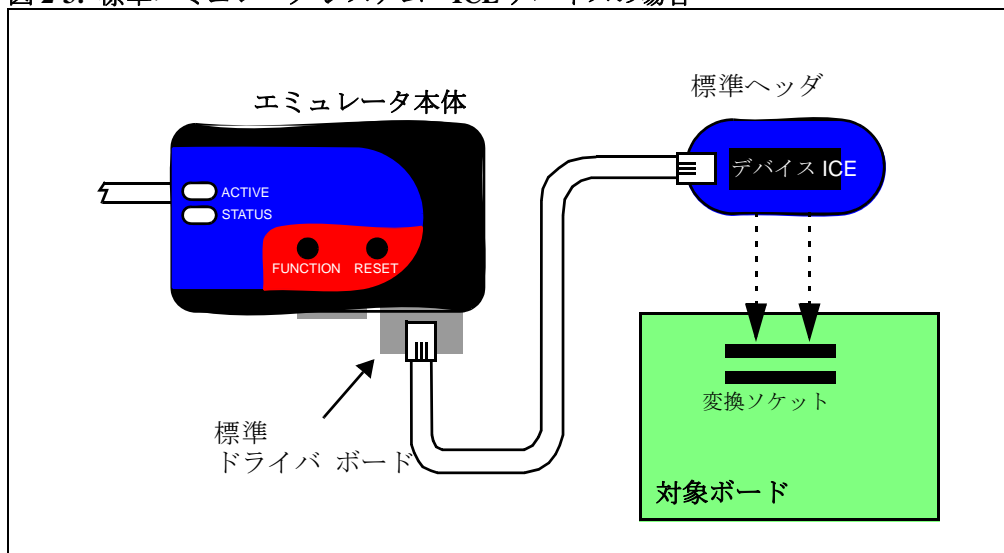 標準ヘッダ
エミュレータ本体
デバイス ICE
ACTIVE
STATUS
FUNCTION RESET
変換ソケット
標準
ドライバ ボード
対象ボード